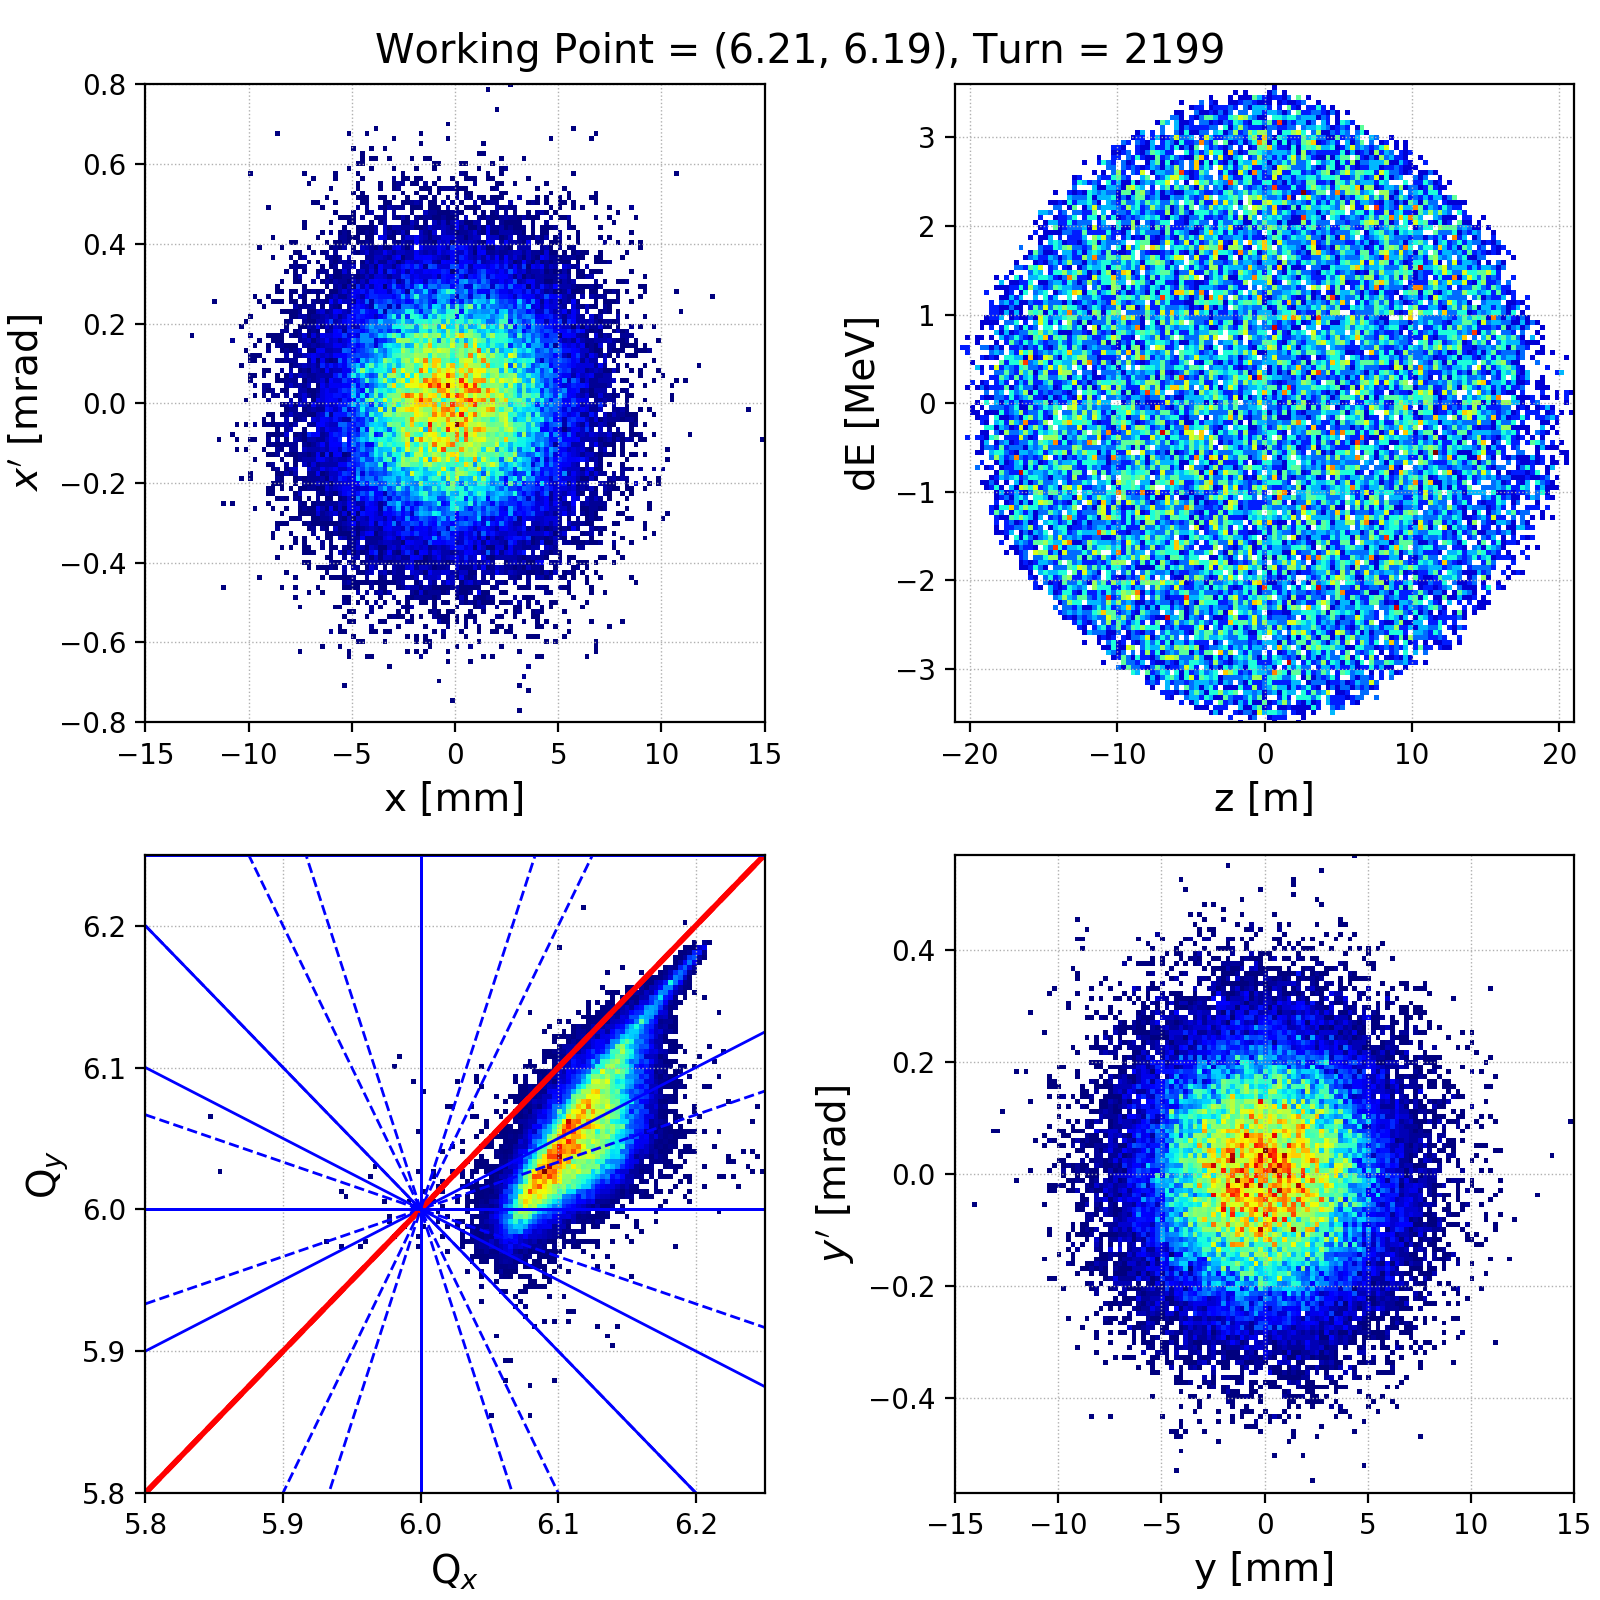 Working Point = (6.21, 6.19), Turn = 2199
0.8
0.6
0.4
0.2
0.0
−0.2
−0.4
−0.6
−0.8
x′ [mrad]
−15 −10 −5 0 5 10 15
x [mm]
3
2
1
0
−1
−2
−3
dE [MeV]
−20 −10 0 10 20
z [m]
6.2
6.1
6.0
5.9
5.8
Qy
5.8 5.9 6.0 6.1 6.2
Qx
0.4
0.2
0.0
−0.2
−0.4
y′ [mrad]
−15 −10 −5 0 5 10 15
y [mm]